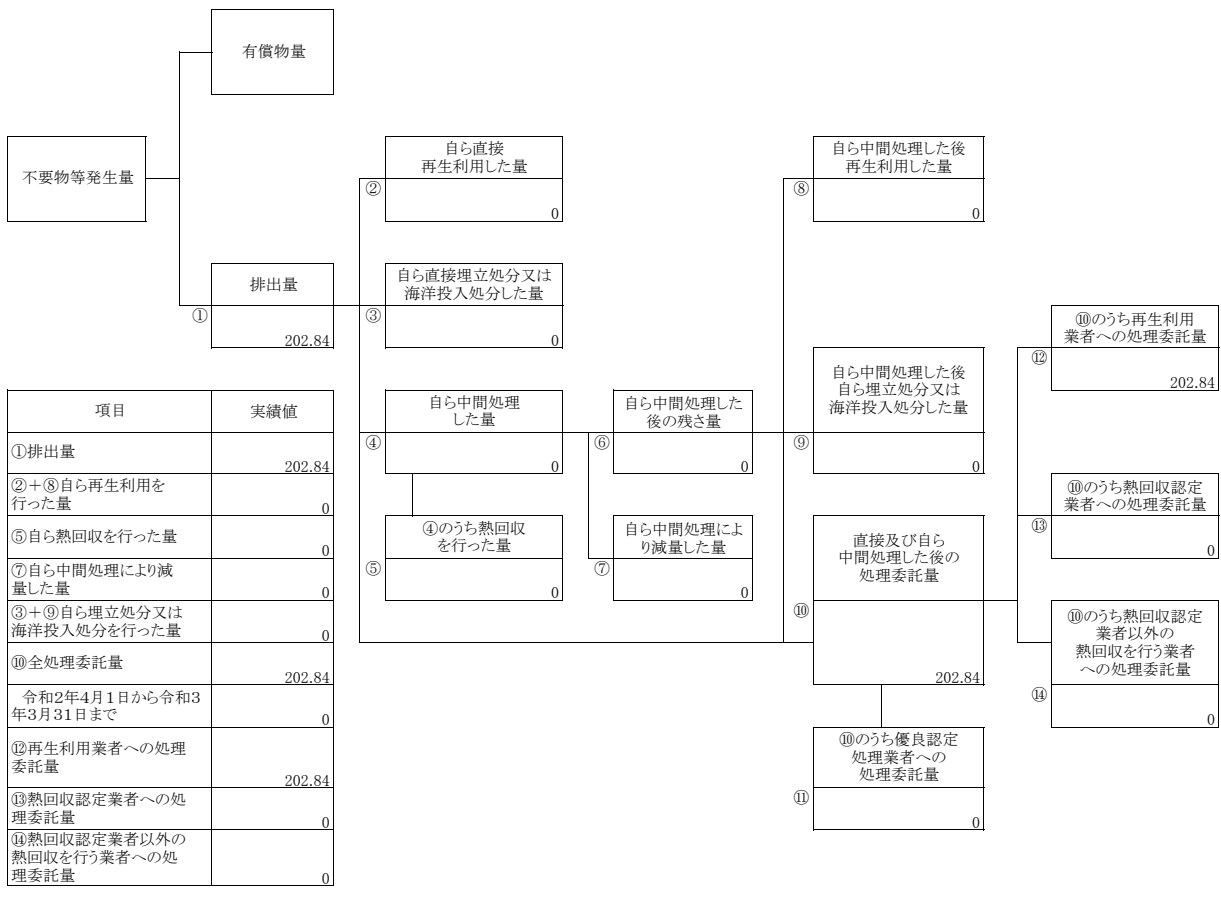 有償物量
不要物等発生量
自ら直接
再生利用した量
②
0
自ら中間処理した後
再生利用した量
⑧
0
排出量
①
202.84
自ら直接埋立処分又は
海洋投入処分した量
③
0
自ら中間処理
した量
④
0
自ら中間処理した
後の残さ量
⑥
0
自ら中間処理した後
自ら埋立処分又は
海洋投入処分した量
⑨
0
⑩のうち再生利用
業者への処理委託量
⑫
202.84
④のうち熱回収
を行った量
⑤
0
自ら中間処理によ
り減量した量
⑦
0
直接及び自ら
中間処理した後の
処理委託量
⑩
202.84
⑩のうち熱回収認定
業者への処理委託量
⑬
0
⑩のうち熱回収認定
業者以外の
熱回収を行う業者
への処理委託量
⑭
0
⑩のうち優良認定
処理業者への
処理委託量
⑪
0
項目 実績値
①排出量
202.84
②＋⑧自ら再生利用を
行った量
0
⑤自ら熱回収を行った量
0
⑦自ら中間処理により減
量した量
0
③＋⑨自ら埋立処分又は
海洋投入処分を行った量
0
⑩全処理委託量
202.84
令和2年4月1日から令和3
年3月31日まで
0
⑫再生利用業者への処理
委託量
202.84
⑬熱回収認定業者への処
理委託量
0
⑭熱回収認定業者以外の
熱回収を行う業者への処
理委託量
0